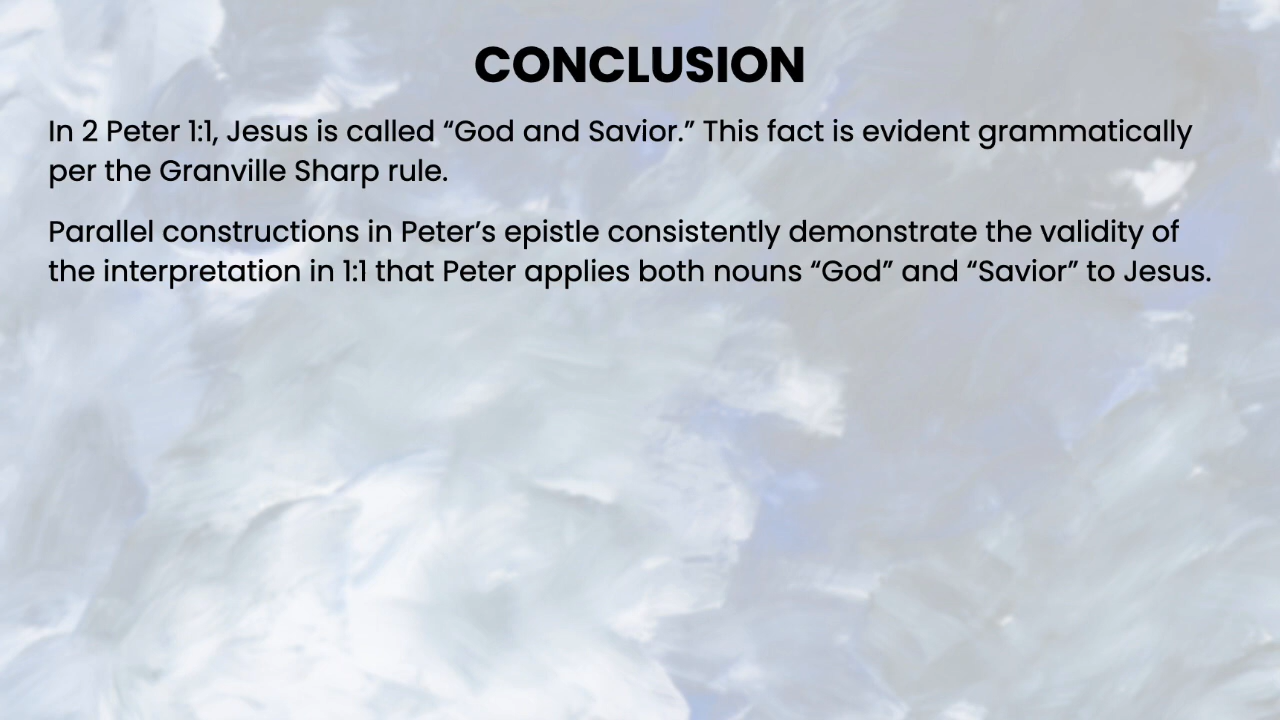 CONCLUSION
In 2 Peter 1:1, Jesus is called “God and Savior.” This fact is evident grammatically
per the Granville Sharp rule.
Parallel constructions in Peter’s epistle consistently demonstrate the validity of
the interpretation in 1:1 that Peter applies both nouns “God” and “Savior” to Jesus.